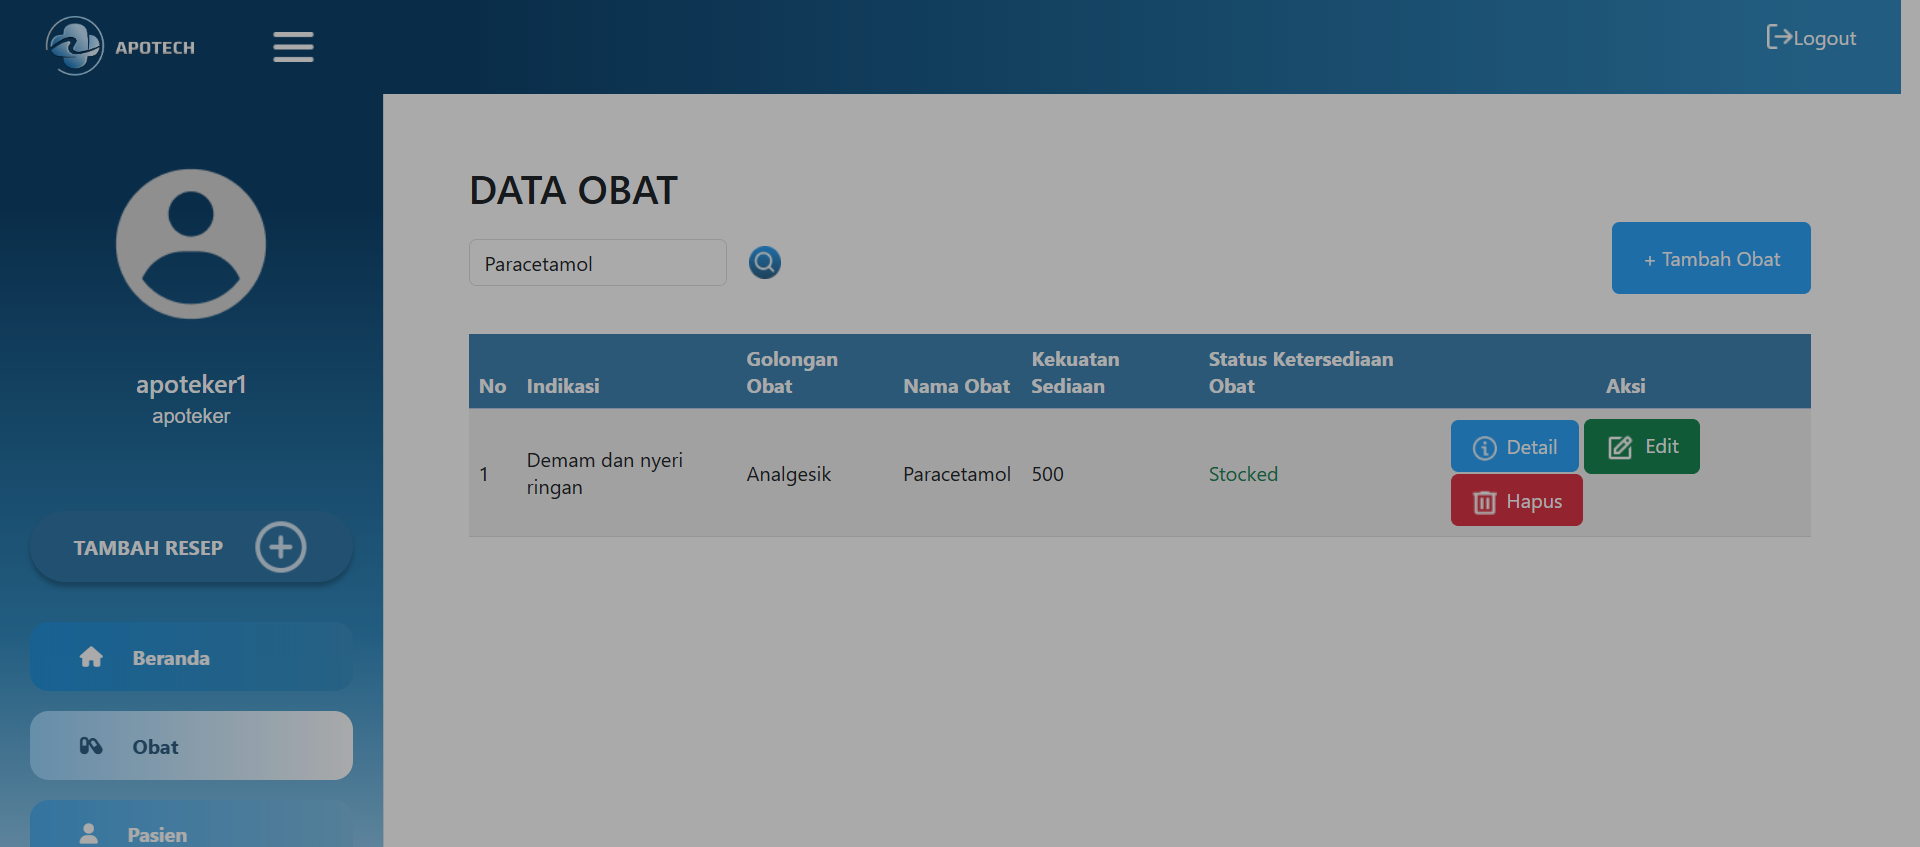 APOTECH
Logout
apoteker1
apoteker
TAMBAH RESEP
Beranda
Obat
Pasien
DATA OBAT
Paracetamol
+ Tambah Obat
No Indikasi Golongan Obat Nama Obat Kekuatan Sediaan Status Ketersediaan Obat Aksi
1 Demam dan nyeri ringan Analgesik Paracetamol 500 Stocked Detail Edit
Hapus